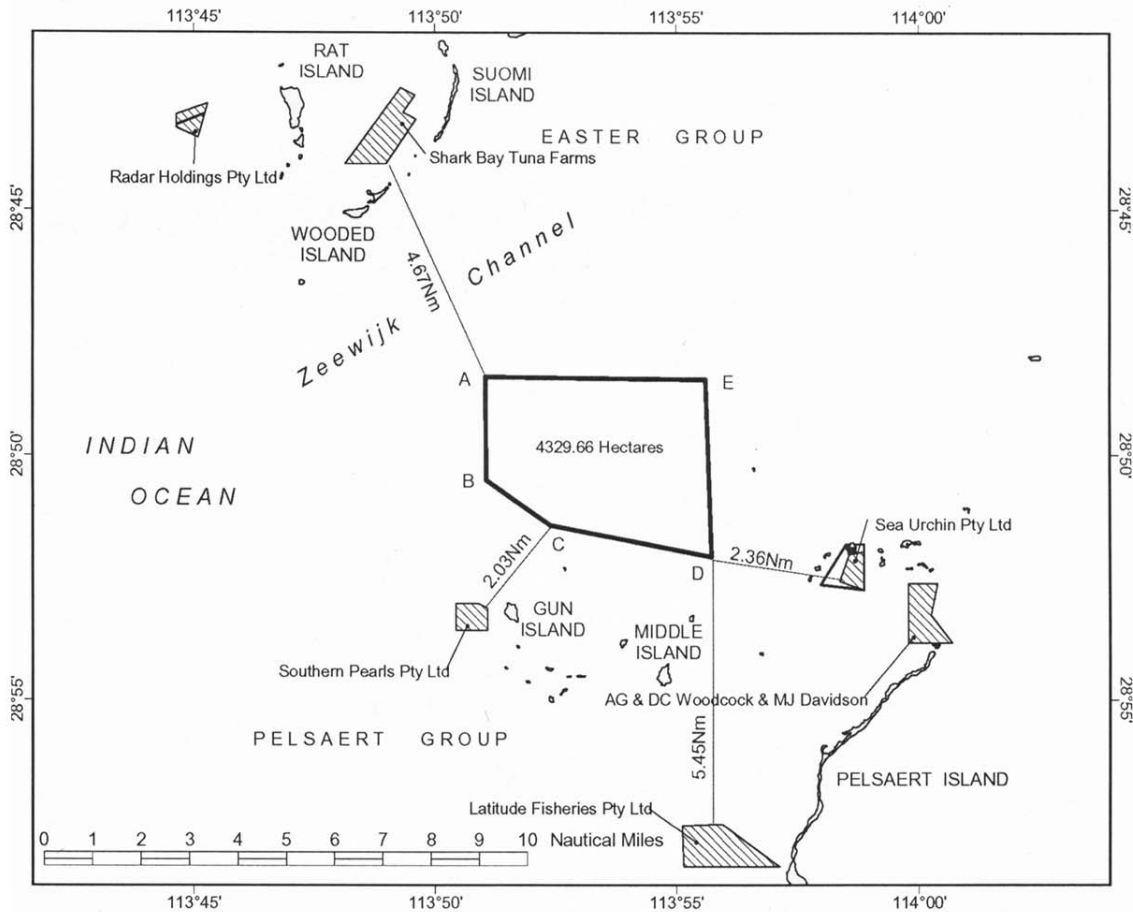 113°45' 113°50' 113°55' 114°00'
RAT
ISLAND
SUOMI
ISLAND
EASTER GROUP
Shark Bay Tuna Farms
Radar Holdings Pty Ltd
28°45' 28°45'
WOODED
ISLAND
Zeewijk Channel
4.67Nm
A E
4329.66 Hectares
INDIAN
OCEAN
28°50' 28°50'
B
C
Sea Urchin Pty Ltd
2.03Nm
2.36Nm
D
GUN
ISLAND
MIDDLE
ISLAND
Southern Pearls Pty Ltd
AG & DC Woodcock & MJ Davidson
28°55' 28°55'
PELSAERT GROUP
5.45Nm
PELSAERT ISLAND
Latitude Fisheries Pty Ltd
0 1 2 3 4 5 6 7 8 9 10 Nautical Miles
113°45' 113°50' 113°55' 114°00'